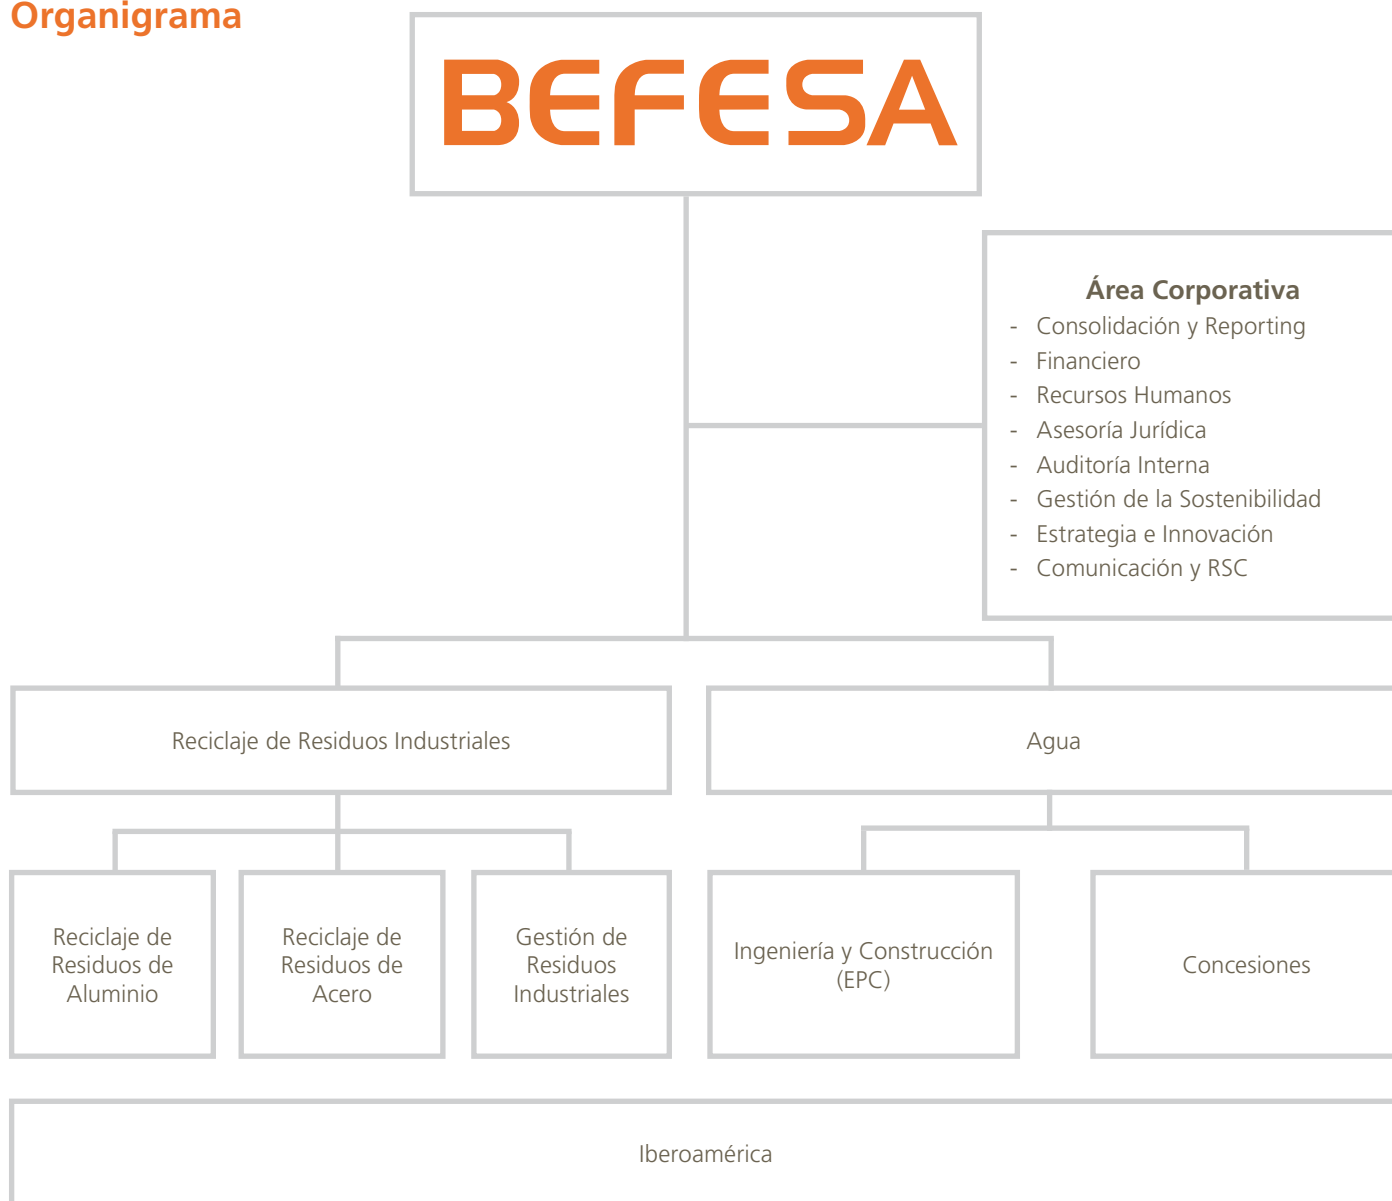 Organigrama
BEFESA
Área Corporativa
- Consolidación y Reporting
- Financiero
- Recursos Humanos
- Asesoría Jurídica
- Auditoría Interna
- Gestión de la Sostenibilidad
- Estrategia e Innovación
- Comunicación y RSC
Reciclaje de Residuos Industriales
Agua
Reciclaje de
Residuos de
Aluminio
Reciclaje de
Residuos de
Acero
Gestión de
Residuos
Industriales
Ingeniería y Construcción
(EPC)
Concesiones
Iberoamérica